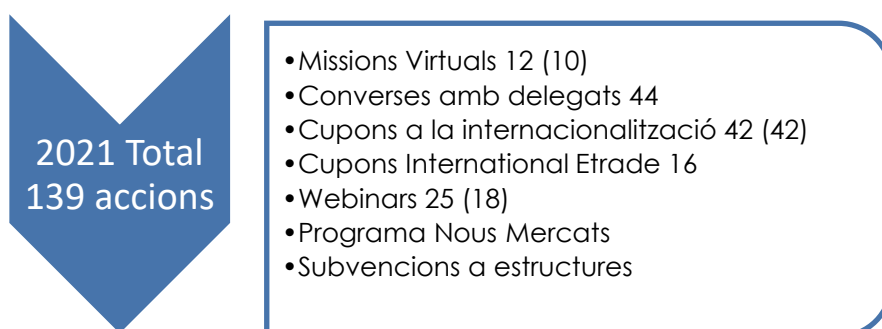 2021 Total
139 accions
•Missions Virtuals 12 (10)
•Converses amb delegats 44
•Cupons a la internacionalització 42 (42)
•Cupons International Etrade 16
•Webinars 25 (18)
•Programa Nous Mercats
•Subvencions a estructures